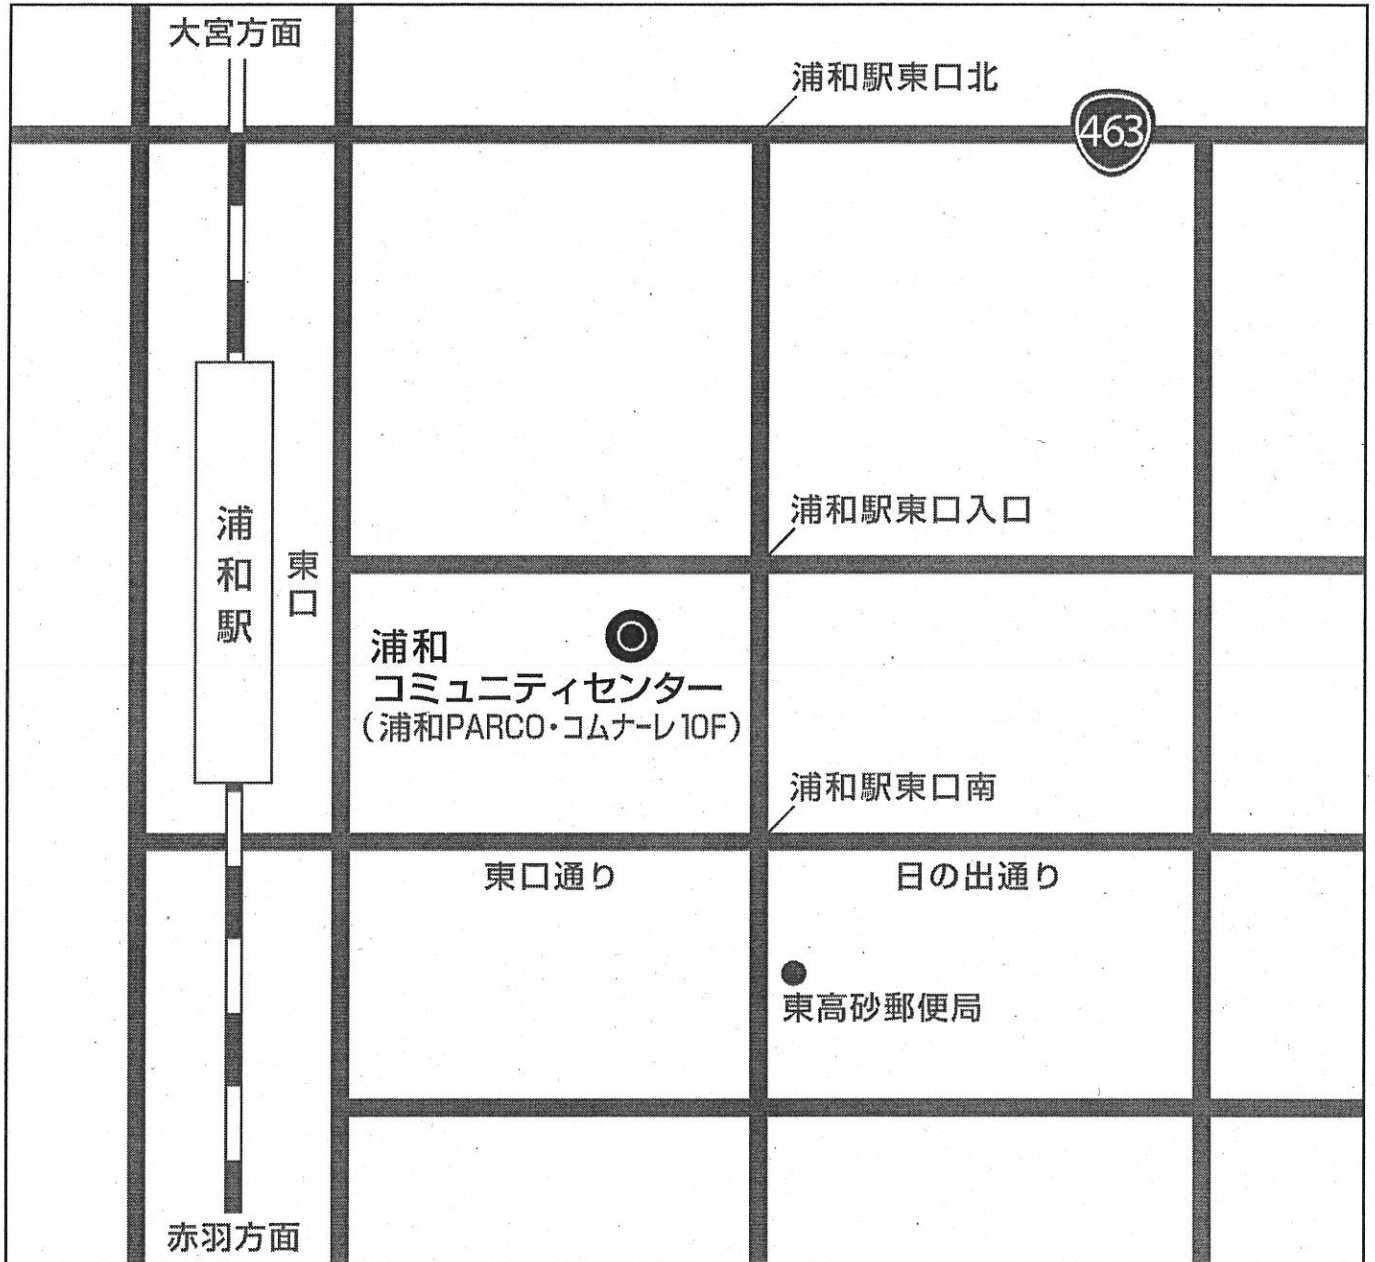 大宮方面
浦和駅東口北
463
浦和駅東口入口
浦和駅
東口
浦和
コミュニティセンター
（浦和PARCO・コムナーレ10F）
浦和駅東口南
東口通り
日の出通り
東高砂郵便局
赤羽方面